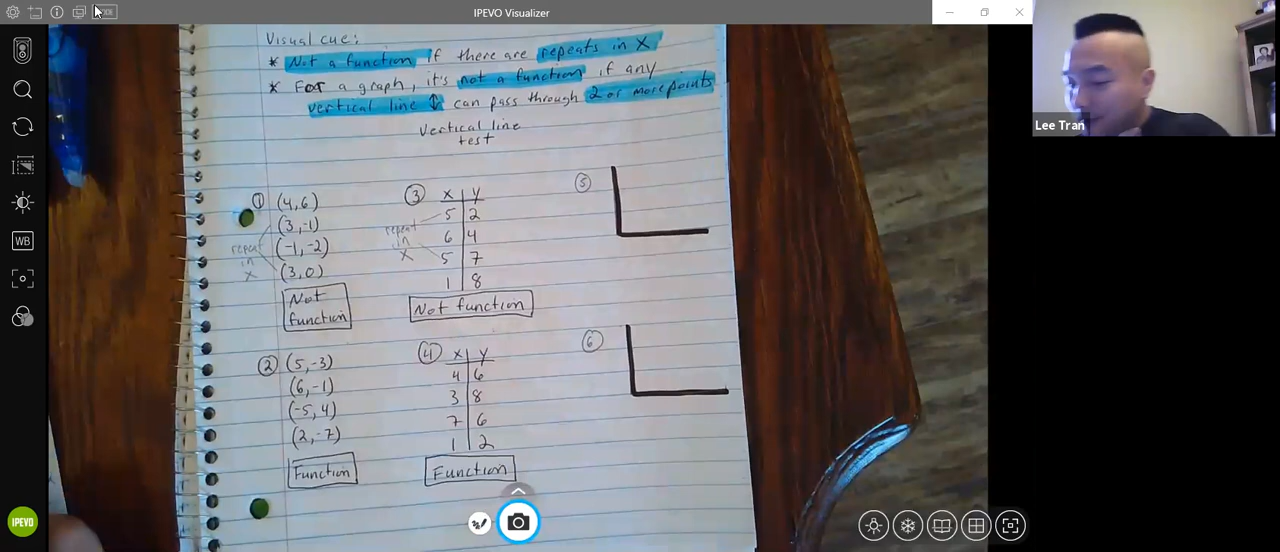 IPEVO Visualizer
Lee Tran
Visual cue:
* Not a function if there are repeats in X
* For a graph, it's not a function if any
vertical line ↕ can pass through 2 or more points
Vertical line
test
① (4,6)
(3,-1)
(-1,-2)
(3,0)
repeat
in
X
Not
function
② (5,-3)
(6,-1)
(-5,4)
(2,-7)
Function
③ X Y
5 2
6 4
5 7
1 8
repeat
in
X
Not function
④ X Y
4 6
3 8
7 6
1 2
Function
⑤
⑥
WB
IPEVO